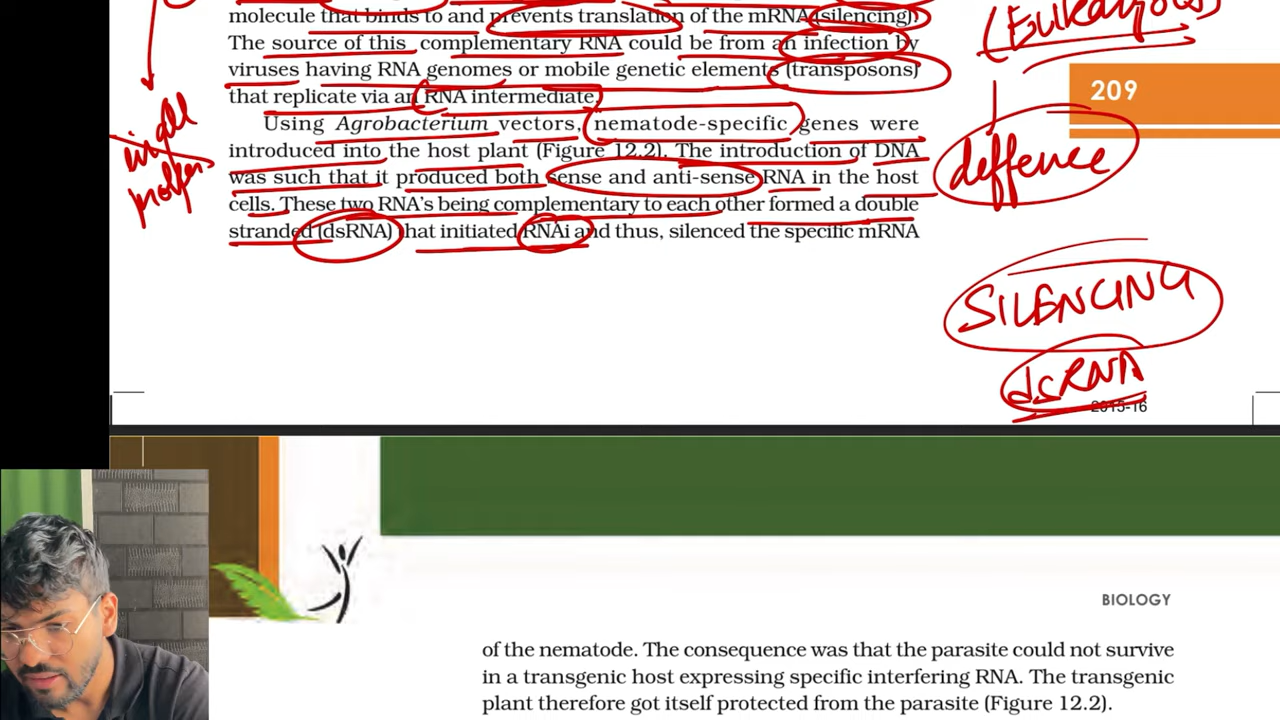 molecule that binds to and prevents translation of the mRNA (silencing).
The source of this complementary RNA could be from an infection by
viruses having RNA genomes or mobile genetic elements (transposons)
that replicate via an RNA intermediate.
Using Agrobacterium vectors, nematode-specific genes were
introduced into the host plant (Figure 12.2). The introduction of DNA
was such that it produced both sense and anti-sense RNA in the host
cells. These two RNA's being complementary to each other formed a double
stranded (dsRNA) that initiated RNAi and thus, silenced the specific mRNA
209
deffence
SILENCING
dsRNA
2015-16
BIOLOGY
of the nematode. The consequence was that the parasite could not survive
in a transgenic host expressing specific interfering RNA. The transgenic
plant therefore got itself protected from the parasite (Figure 12.2).